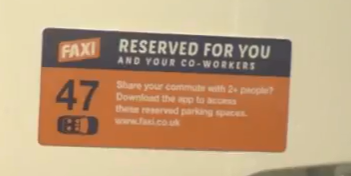 FAXI
RESERVED FOR YOU
AND YOUR CO-WORKERS
47
Share your commute with 2+ people?
Download the app to access
these reserved parking spaces.
www.faxi.co.uk